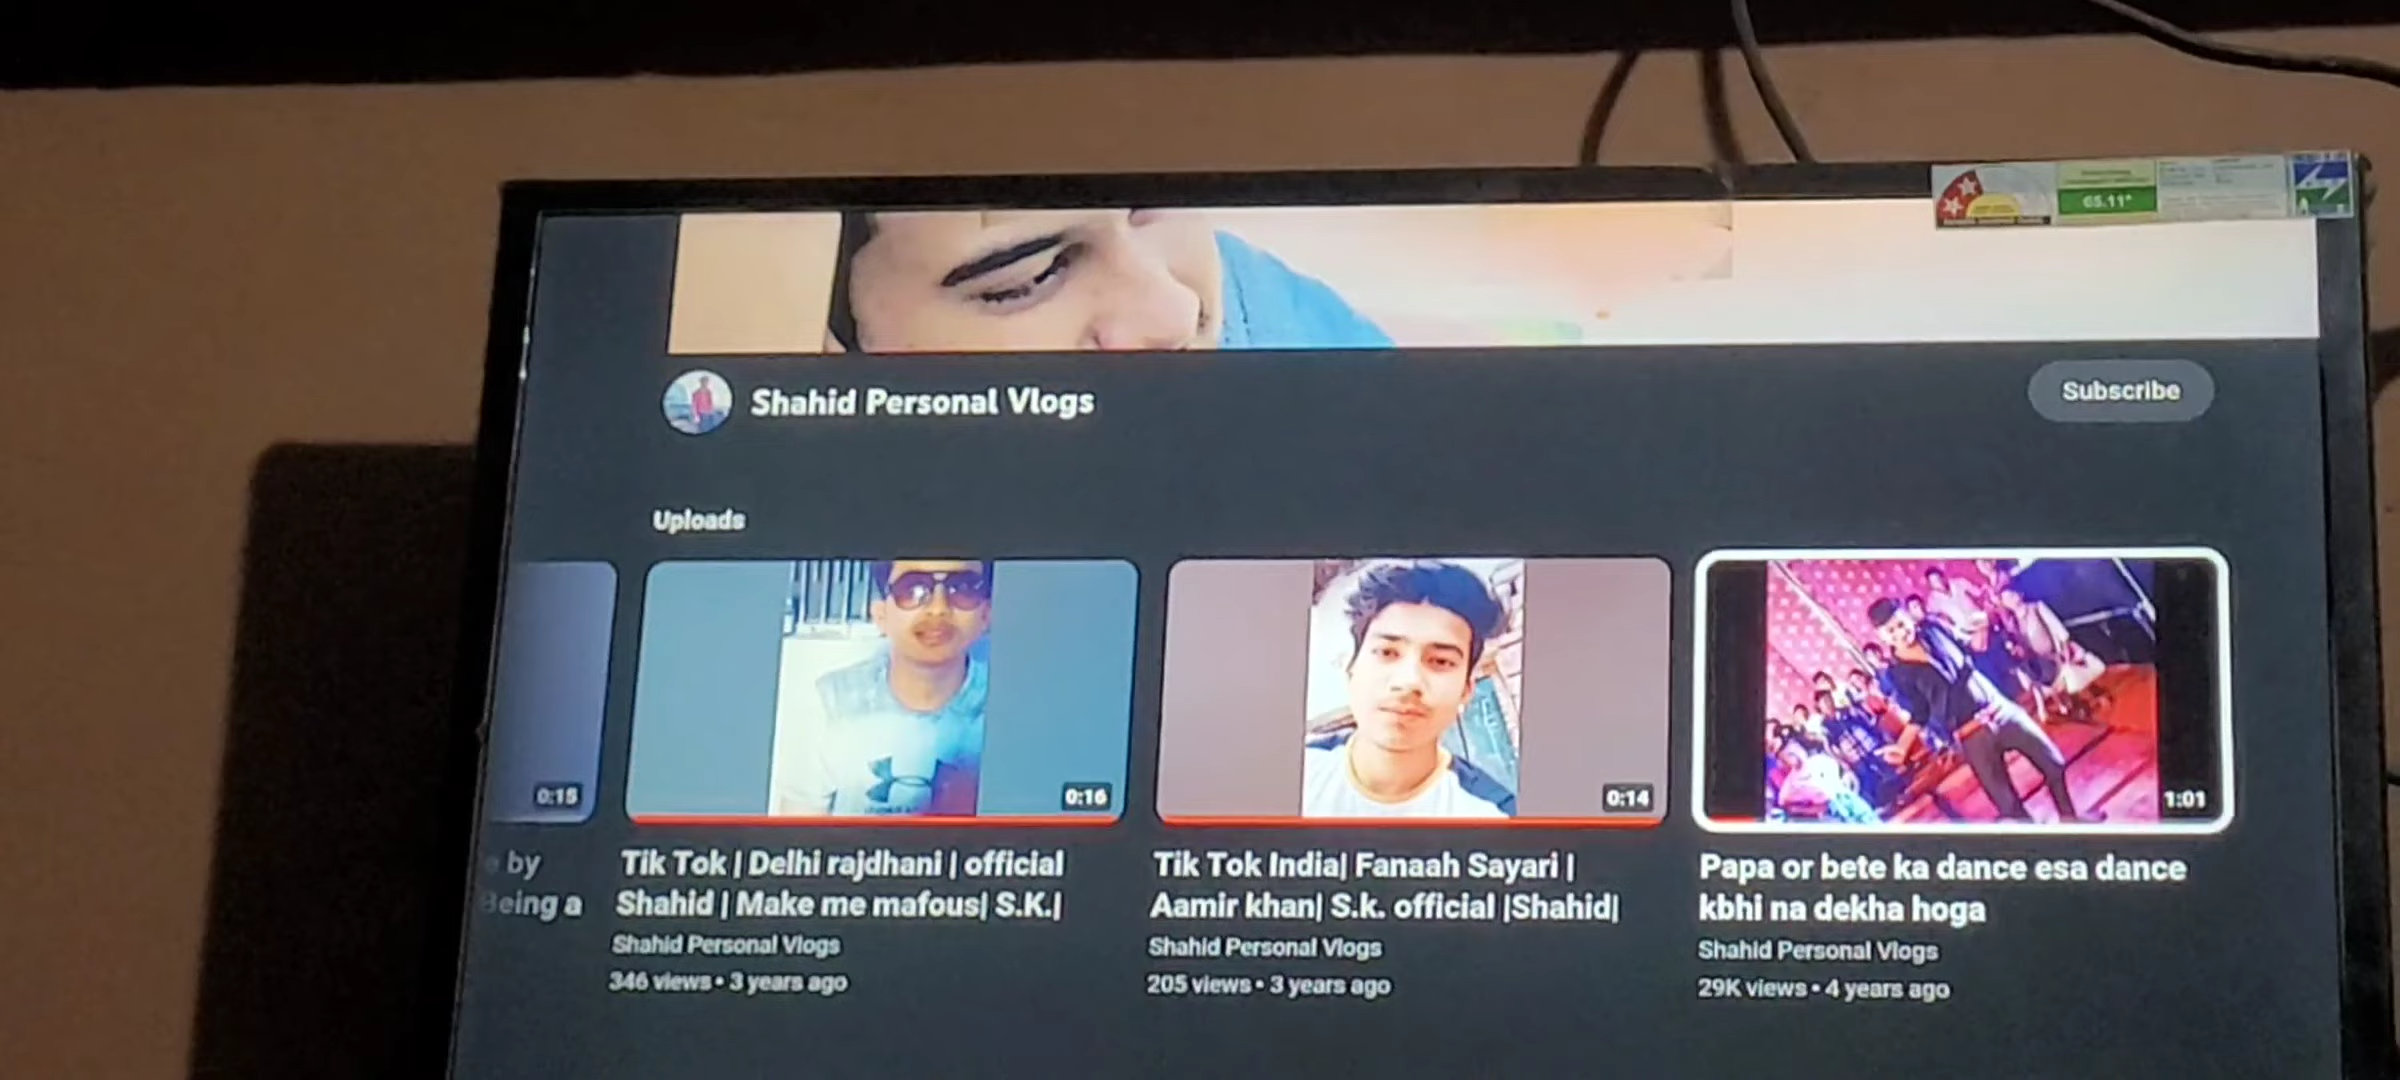 65.11*
Shahid Personal Vlogs
Subscribe
Uploads
0:15
0:16
0:14
1:01
by
Being a
Tik Tok | Delhi rajdhani | official
Shahid | Make me mafous| S.K.|
Shahid Personal Vlogs
346 views • 3 years ago
Tik Tok India| Fanaah Sayari |
Aamir khan| S.k. official |Shahid|
Shahid Personal Vlogs
205 views • 3 years ago
Papa or bete ka dance esa dance
kbhi na dekha hoga
Shahid Personal Vlogs
29K views • 4 years ago